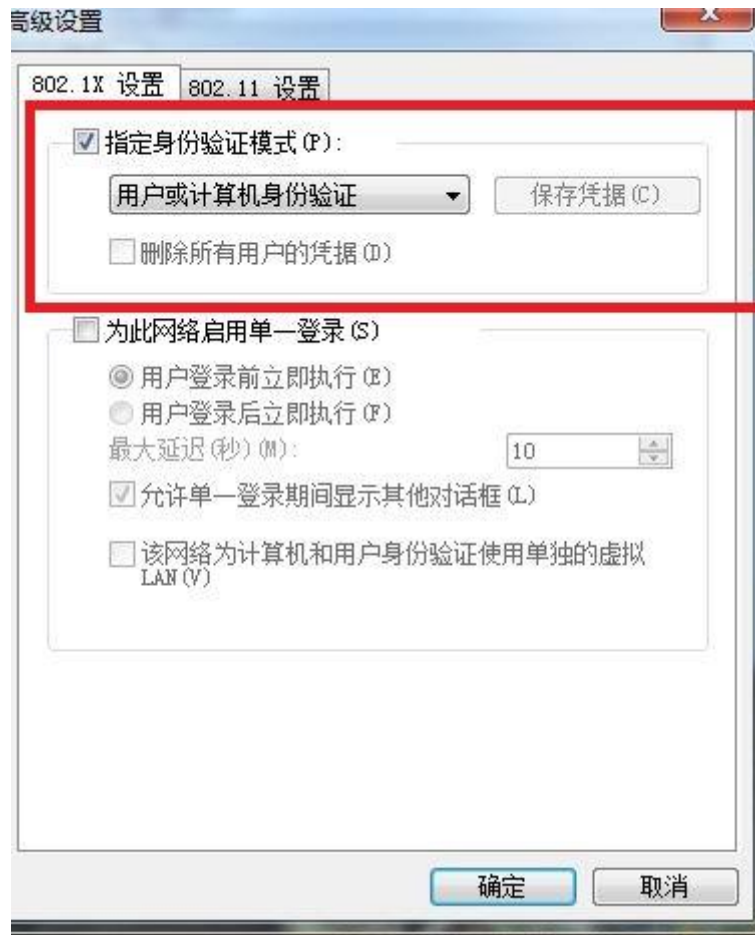 高级设置
802.1X 设置
802.11 设置
指定身份验证模式(P):
用户或计算机身份验证
保存凭据(C)
删除所有用户的凭据(D)
为此网络启用单一登录(S)
用户登录前立即执行(E)
用户登录后立即执行(F)
最大延迟(秒)(M):
10
允许单一登录期间显示其他对话框(L)
该网络为计算机和用户身份验证使用单独的虚拟
LAN(V)
确定
取消